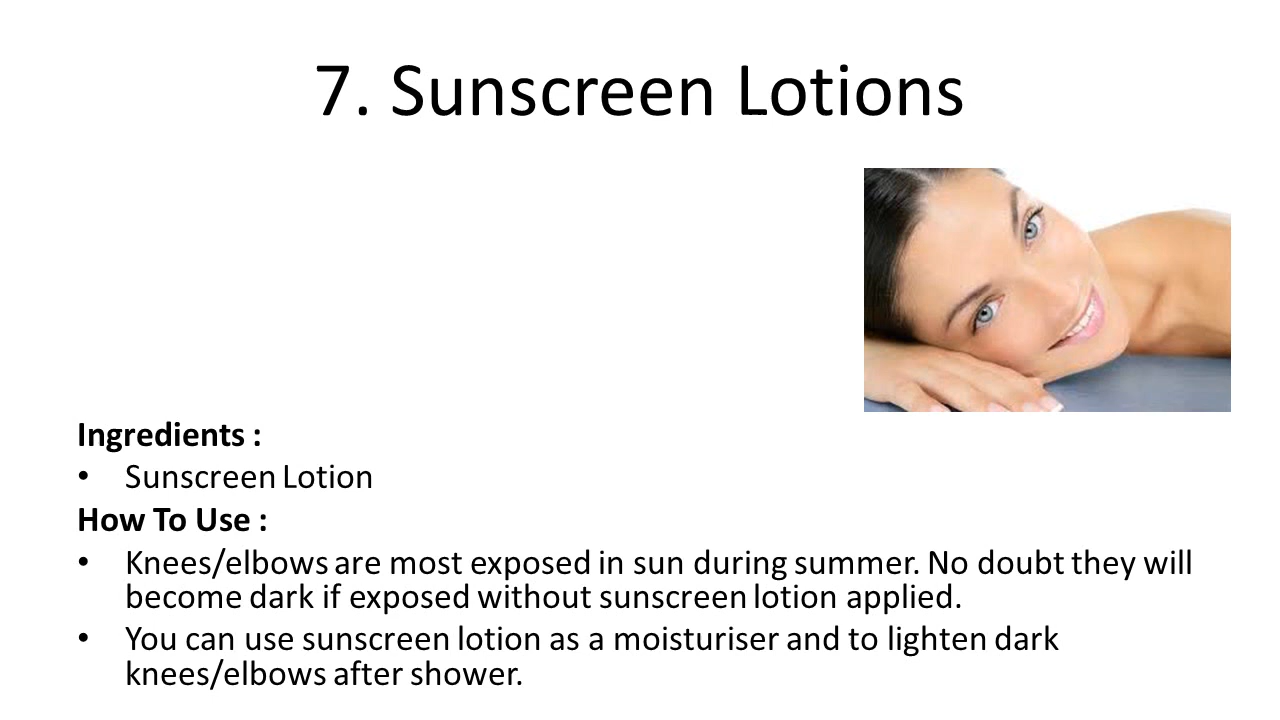 7. Sunscreen Lotions
Ingredients :
• Sunscreen Lotion
How To Use :
• Knees/elbows are most exposed in sun during summer. No doubt they will
become dark if exposed without sunscreen lotion applied.
• You can use sunscreen lotion as a moisturiser and to lighten dark
knees/elbows after shower.